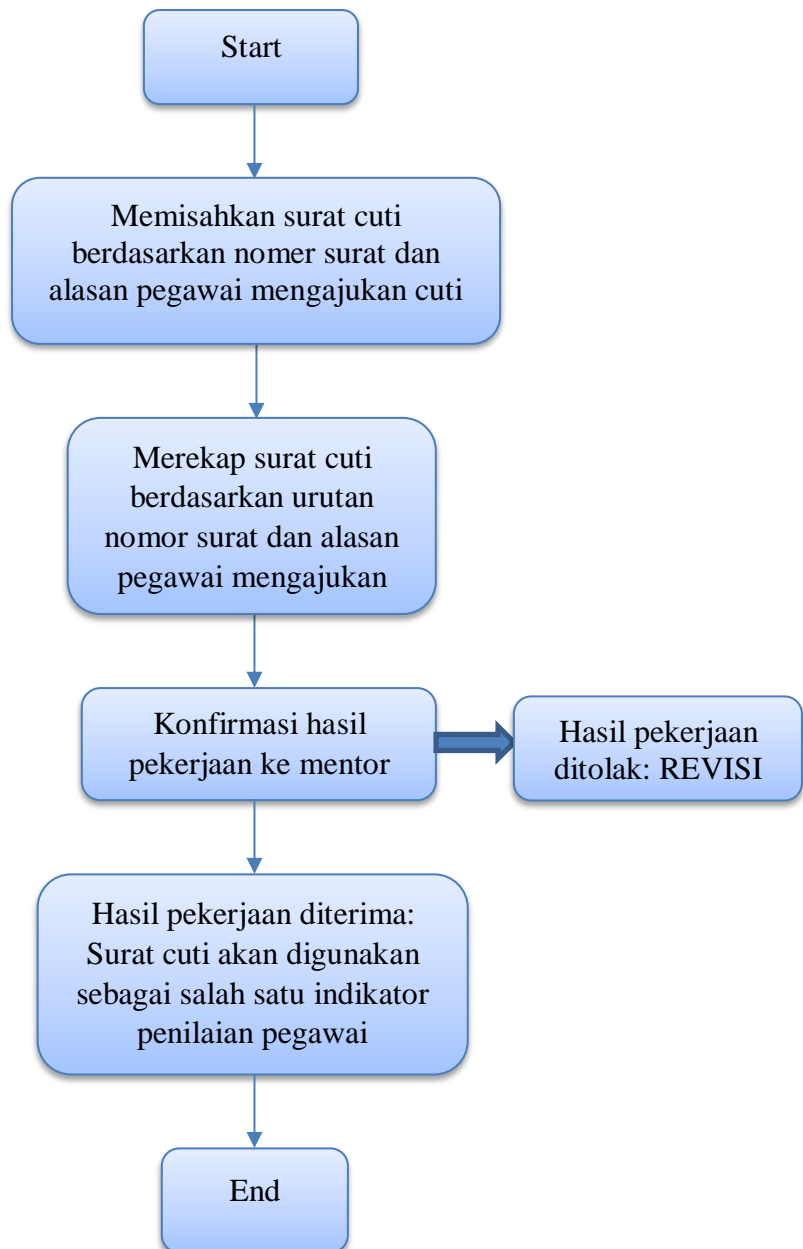 Start
Memisahkan surat cuti
berdasarkan nomer surat dan
alasan pegawai mengajukan cuti
Merekap surat cuti
berdasarkan urutan
nomor surat dan alasan
pegawai mengajukan
Konfirmasi hasil
pekerjaan ke mentor
Hasil pekerjaan
ditolak: REVISI
Hasil pekerjaan diterima:
Surat cuti akan digunakan
sebagai salah satu indikator
penilaian pegawai
End